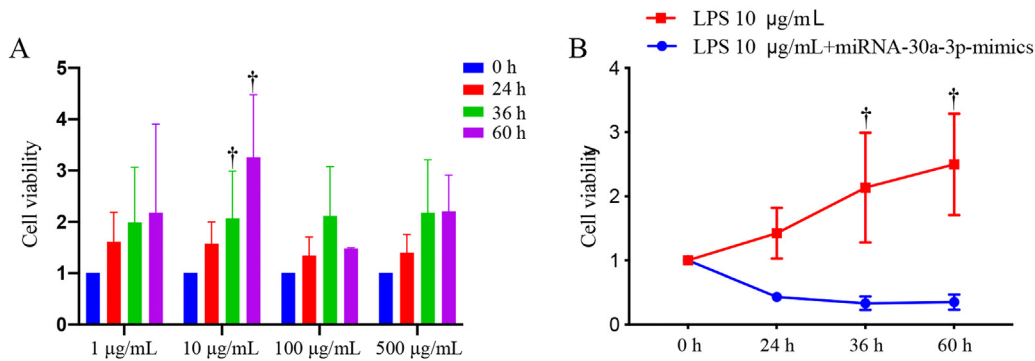 A
Cell viability
5
4
3
2
1
0
†
†
0 h
24 h
36 h
60 h
1 µg/mL 10 µg/mL 100 µg/mL 500 µg/mL
LPS 10 µg/mL
LPS 10 µg/mL+miRNA-30a-3p-mimics
B
Cell viability
4
3
2
1
0
†
†
0 h 24 h 36 h 60 h